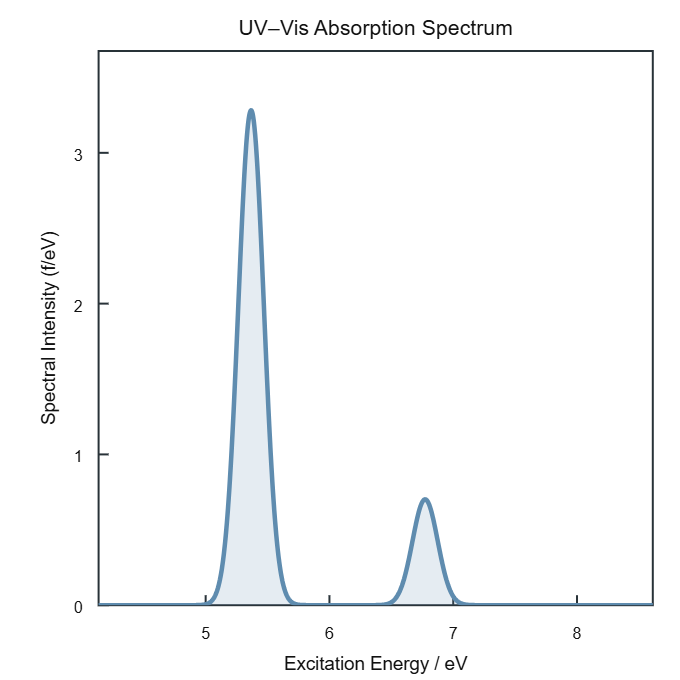 UV–Vis Absorption Spectrum
Spectral Intensity (f/eV)
3
2
1
0
5 6 7 8
Excitation Energy / eV